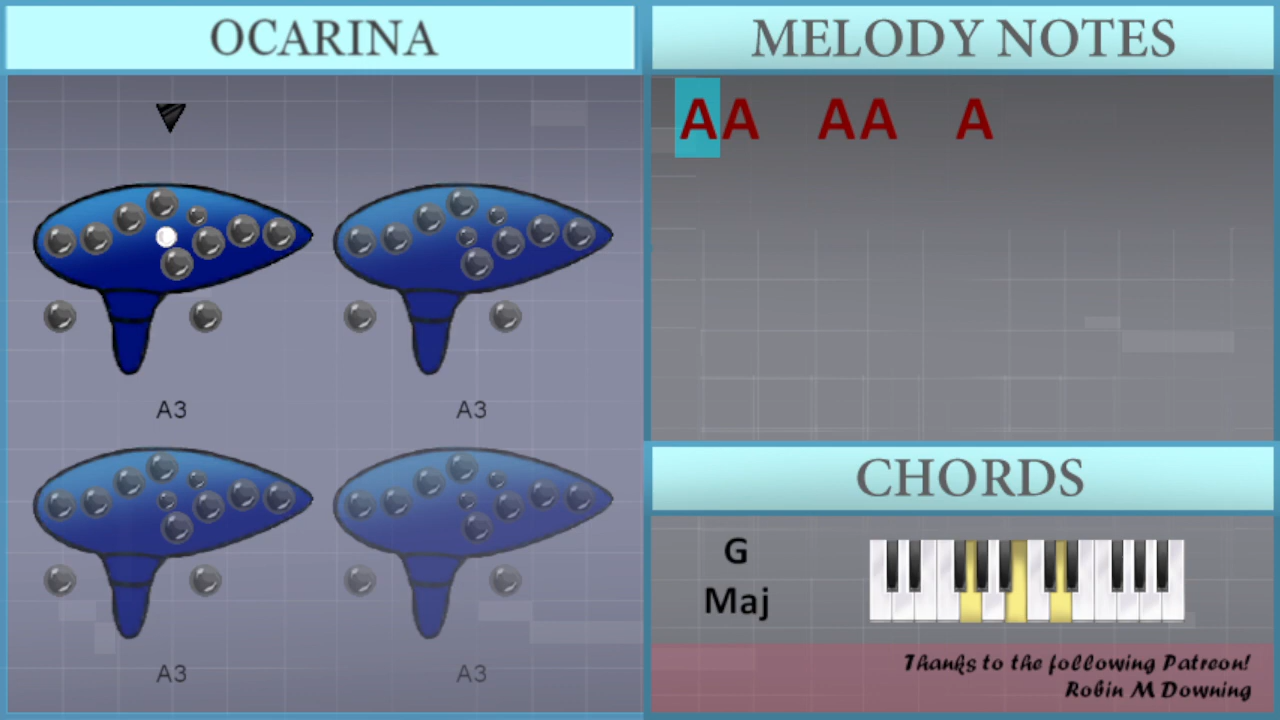 OCARINA
A3
A3
A3
A3
MELODY NOTES
AA AA A
CHORDS
G
Maj
Thanks to the following Patreon!
Robin M Downing